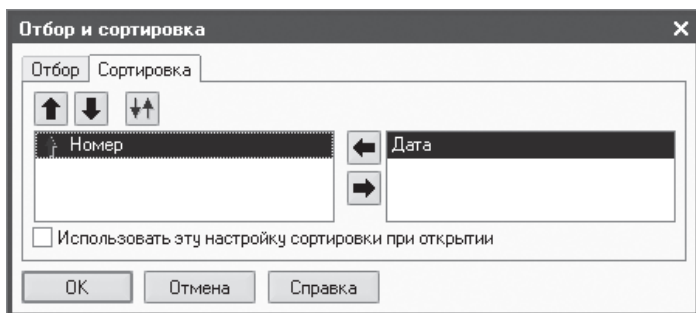 Отбор и сортировка
Отбор Сортировка
Номер Дата
Использовать эту настройку сортировки при открытии
OK Отмена Справка